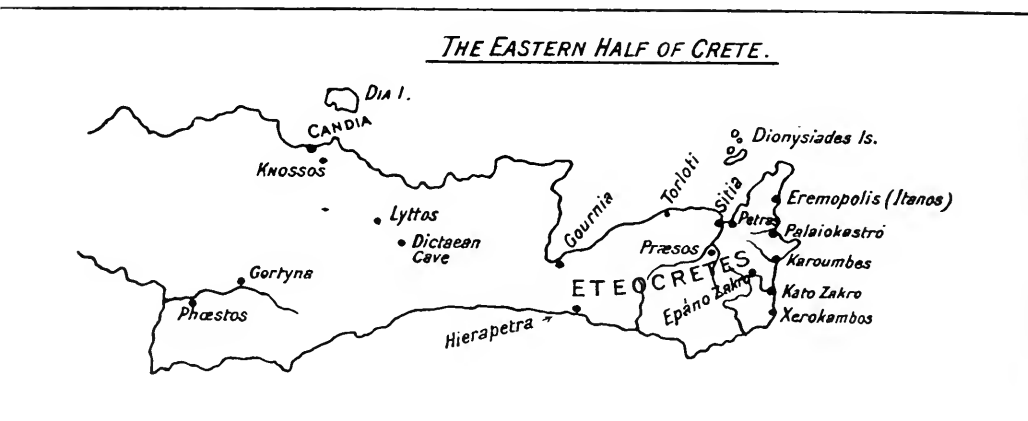 THE EASTERN HALF OF CRETE.
DIA I.
CANDIA
KNOSSOS
Dionysiades Is.
Torloti
Sitia
Gournia
Petras
Eremopolis (Itanos)
Palaiokastro
Lyttos
Dictaean
Cave
Præsos
Karoumbes
ETEOCRETES
Gortyna
Epáno Zakro
Kato Zakro
Phœstos
Xerokambos
Hierapetra